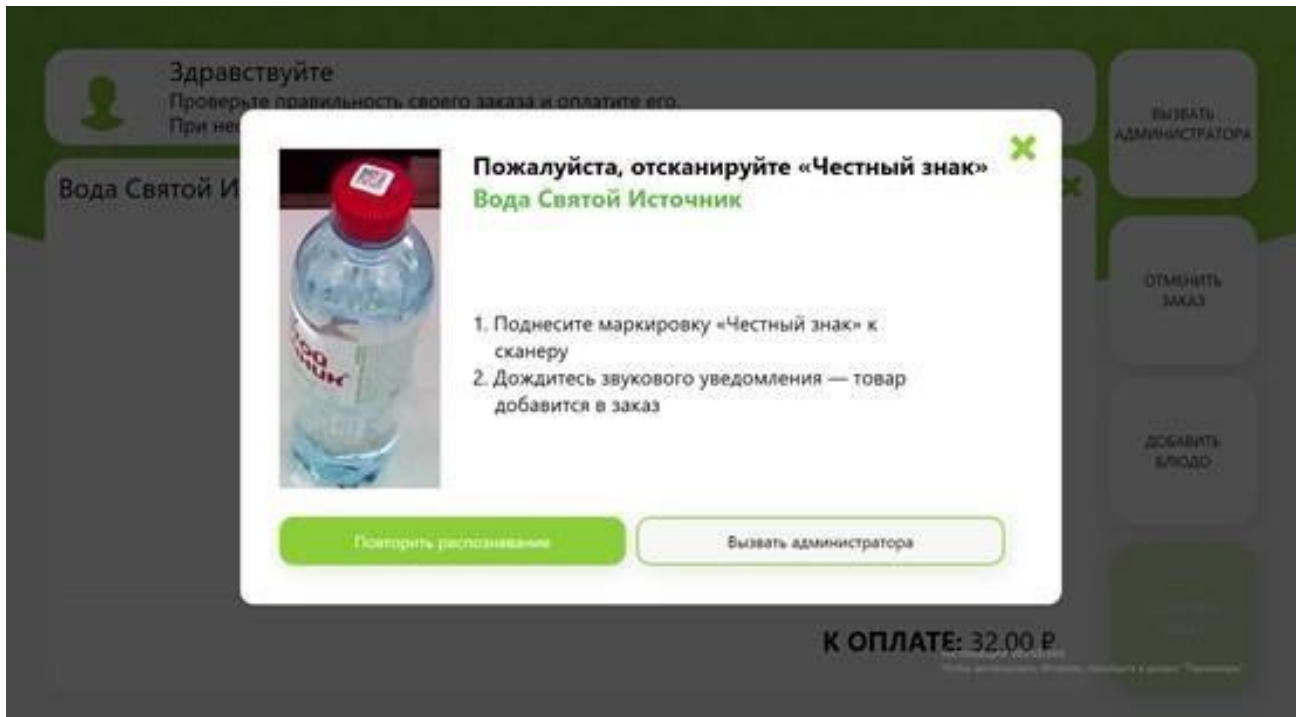 Здравствуйте
Проверьте правильность своего заказа и оплатите его.
При нес
ВЫЗВАТЬ
АДМИНИСТРАТОРА
Вода Святой И
Пожалуйста, отсканируйте «Честный знак»
Вода Святой Источник
1. Поднесите маркировку «Честный знак» к
сканеру
2. Дождитесь звукового уведомления — товар
добавится в заказ
Повторить распознавание
Вызвать администратора
ОТМЕНИТЬ
ЗАКАЗ
ДОБАВИТЬ
БЛЮДО
К ОПЛАТЕ: 32.00 ₽